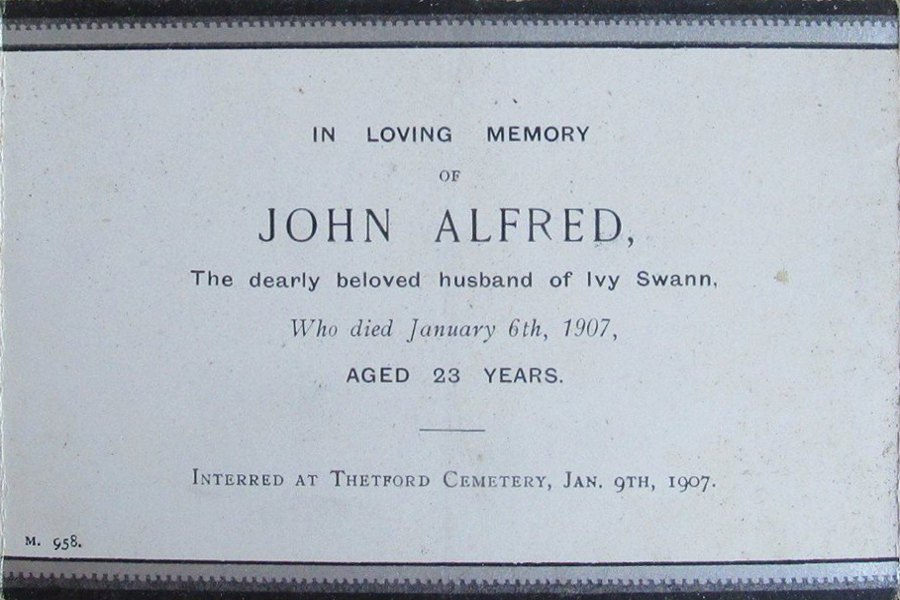 IN LOVING MEMORY
OF
JOHN ALFRED,
The dearly beloved husband of Ivy Swann,
Who died January 6th, 1907,
AGED 23 YEARS.
INTERRED AT THETFORD CEMETERY, JAN. 9TH, 1907.
M. 958.